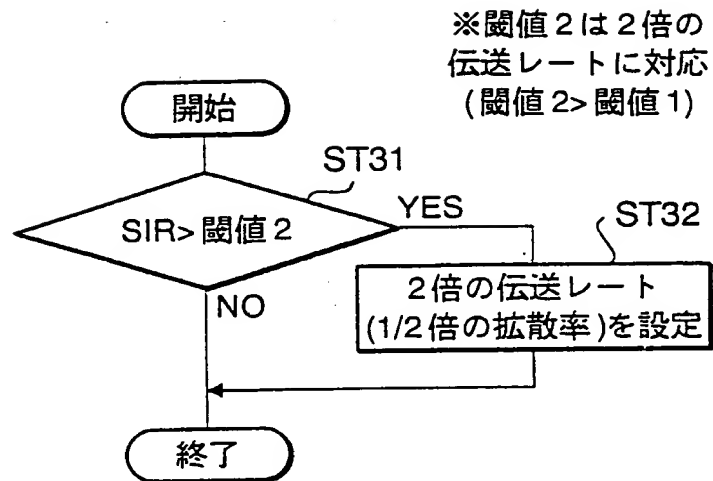 ※閾値2は2倍の
伝送レートに対応
(閾値2>閾値1)
開始
ST31
SIR>閾値2
YES
ST32
2倍の伝送レート
(1/2倍の拡散率)を設定
NO
終了